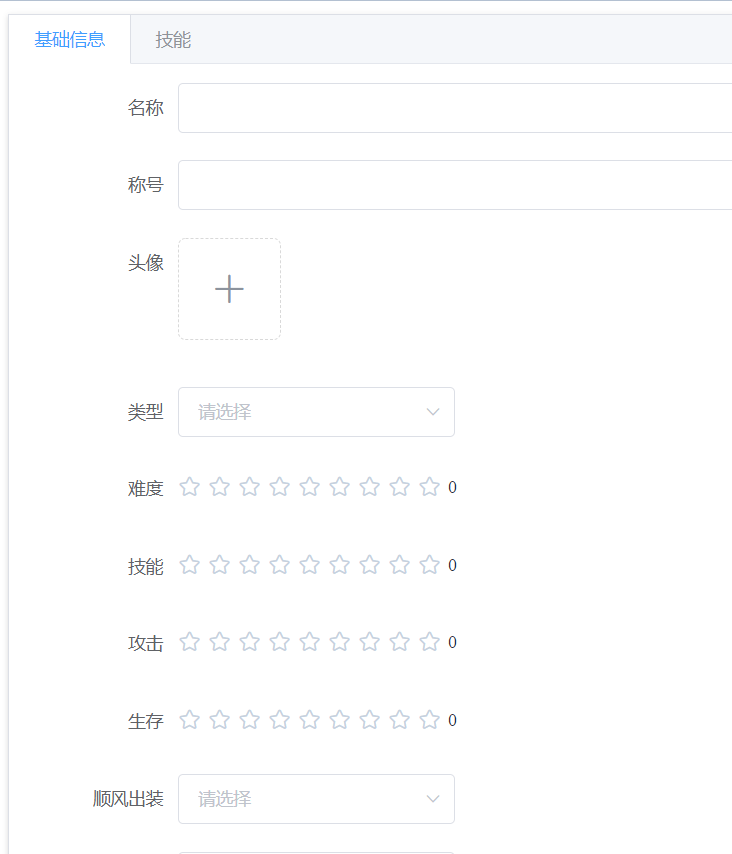 基础信息 技能
名称
称号
头像
类型 请选择
难度 0
技能 0
攻击 0
生存 0
顺风出装 请选择